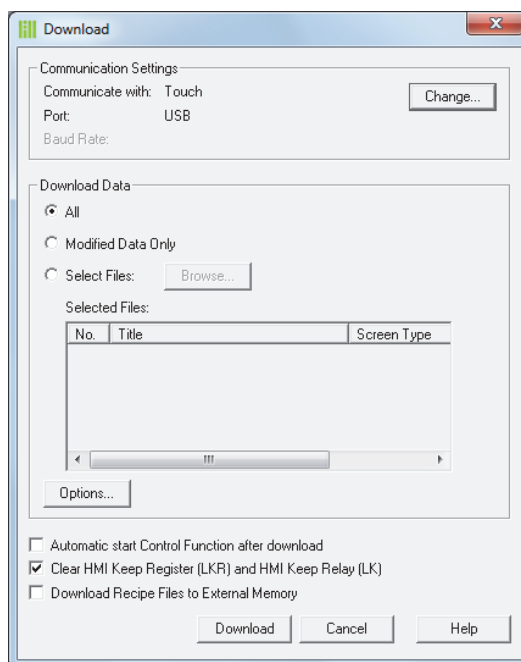 Download
Communication Settings
Communicate with: Touch
Change...
Port: USB
Baud Rate:
Download Data
All
Modified Data Only
Select Files: Browse...
Selected Files:
No. Title Screen Type
Options...
Automatic start Control Function after download
Clear HMI Keep Register (LKR) and HMI Keep Relay (LK)
Download Recipe Files to External Memory
Download Cancel Help